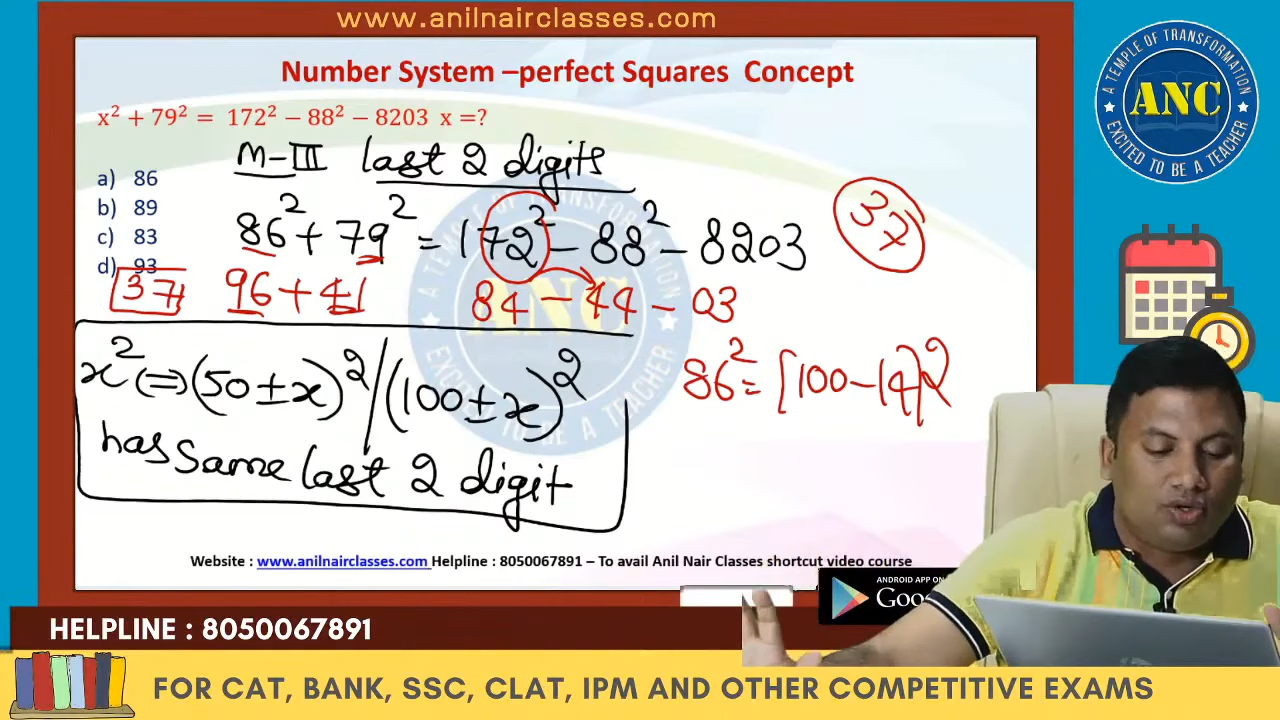 www.anilnairclasses.com
Number System –perfect Squares Concept
x² + 79² = 172² − 88² − 8203 x =?
M-III last 2 digits
a) 86
b) 89
c) 83
d) 93
86² + 79² = 172² − 88² − 8203
37
37 96 + 41 84 − 44 − 03
x² ⇔ (50 ± x)² / (100 ± x)²
has same last 2 digit
86² = [100 − 14]²
Website : www.anilnairclasses.com Helpline : 8050067891 – To avail Anil Nair Classes shortcut video course
ANDROID APP ON
Goo
HELPLINE : 8050067891
FOR CAT, BANK, SSC, CLAT, IPM AND OTHER COMPETITIVE EXAMS
A TEMPLE OF TRANSFORMATION
ANC
EXCITED TO BE A TEACHER